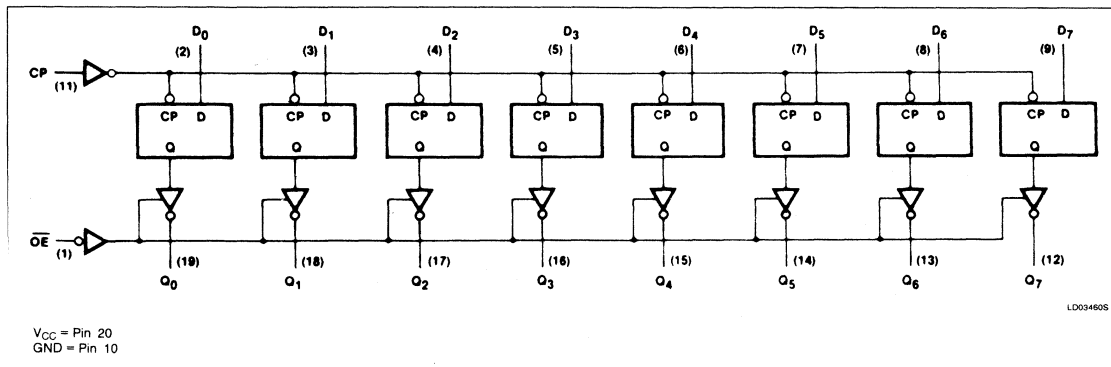 D0 D1 D2 D3 D4 D5 D6 D7
(2) (3) (4) (5) (6) (7) (8) (9)
CP
(11)
CP D CP D CP D CP D CP D CP D CP D CP D
Q Q Q Q Q Q Q Q
OE
(1)
(19) (18) (17) (16) (15) (14) (13) (12)
Q0 Q1 Q2 Q3 Q4 Q5 Q6 Q7
LD03460S
VCC = Pin 20
GND = Pin 10